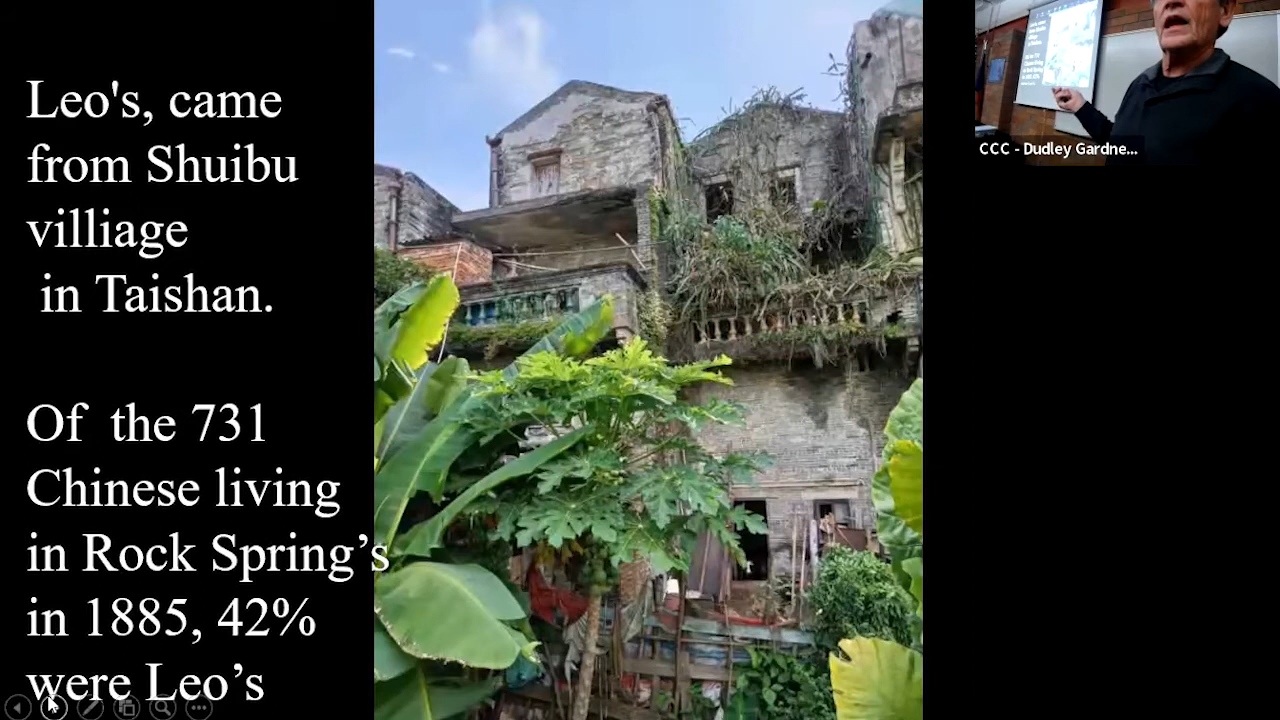 Leo's, came
from Shuibu
villiage
in Taishan.
Of the 731
Chinese living
in Rock Spring’s
in 1885, 42%
were Leo’s
CCC - Dudley Gardne...